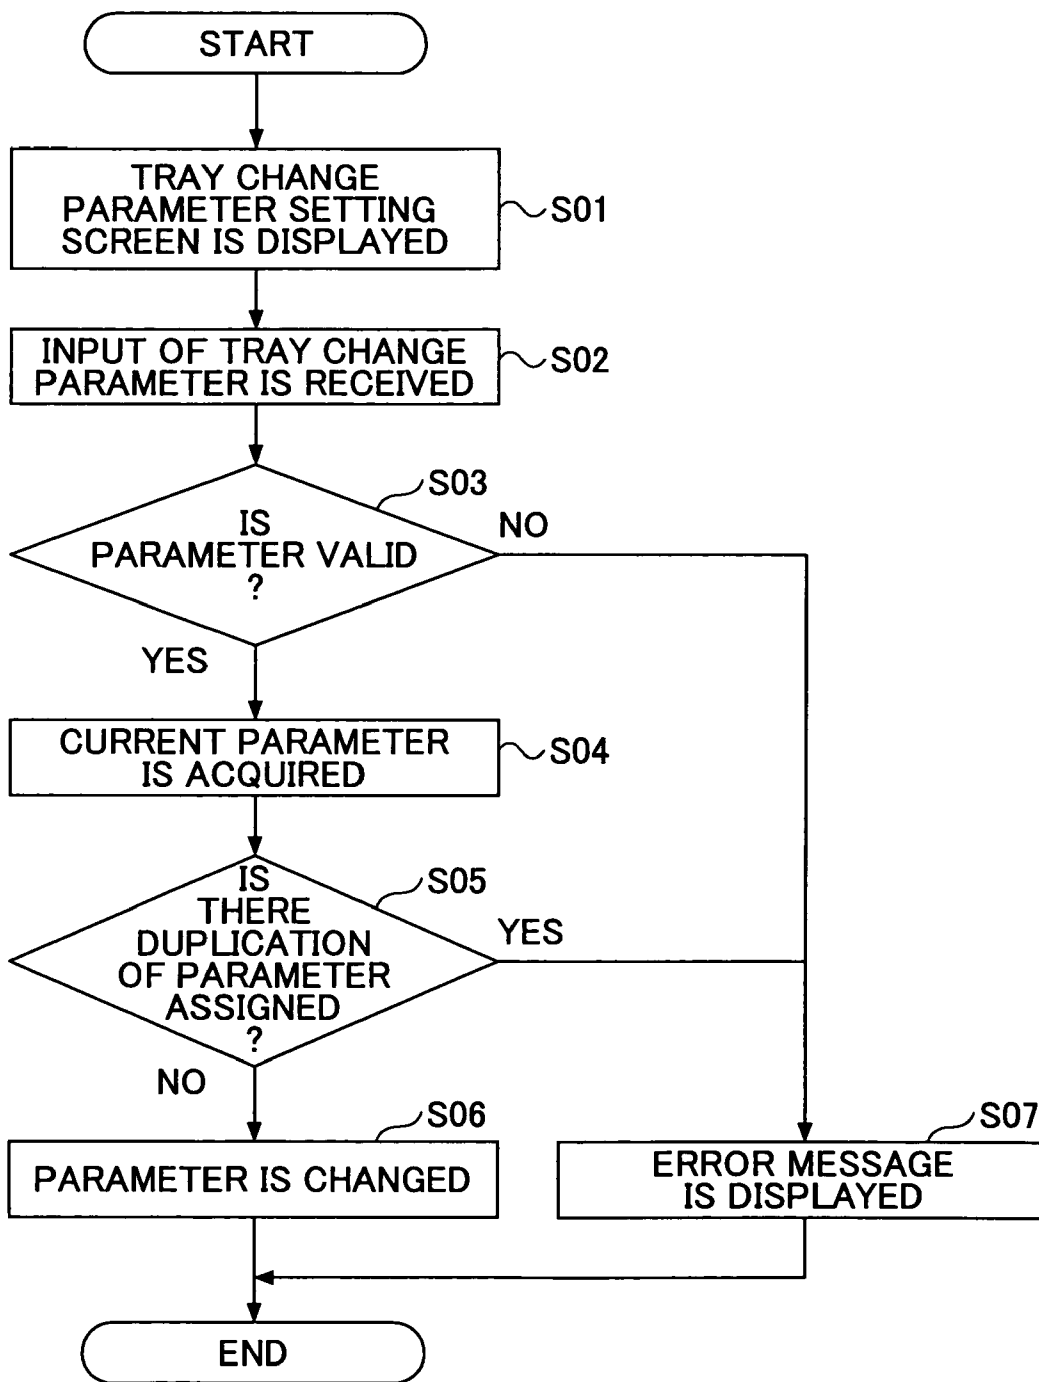 START
TRAY CHANGE
PARAMETER SETTING
SCREEN IS DISPLAYED
S01
INPUT OF TRAY CHANGE
PARAMETER IS RECEIVED
S02
S03
IS
PARAMETER VALID
?
NO
YES
CURRENT PARAMETER
IS ACQUIRED
S04
S05
IS
THERE
DUPLICATION
OF PARAMETER
ASSIGNED
?
YES
NO
S06
PARAMETER IS CHANGED
S07
ERROR MESSAGE
IS DISPLAYED
END